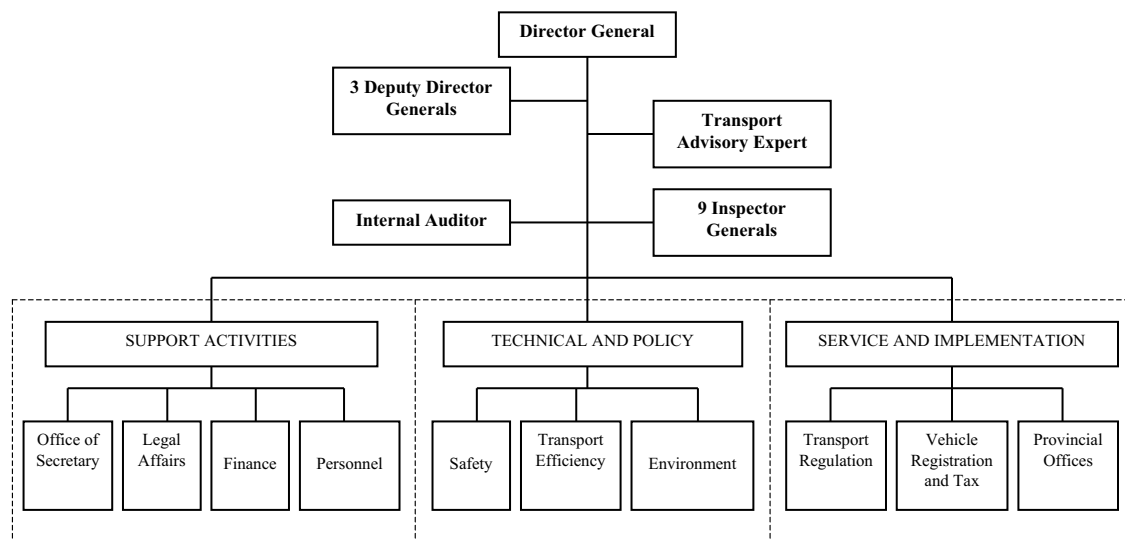 Director General
3 Deputy Director
Generals
Transport
Advisory Expert
Internal Auditor
9 Inspector
Generals
SUPPORT ACTIVITIES
TECHNICAL AND POLICY
SERVICE AND IMPLEMENTATION
Office of
Secretary
Legal
Affairs
Finance
Personnel
Safety
Transport
Efficiency
Environment
Transport
Regulation
Vehicle
Registration
and Tax
Provincial
Offices